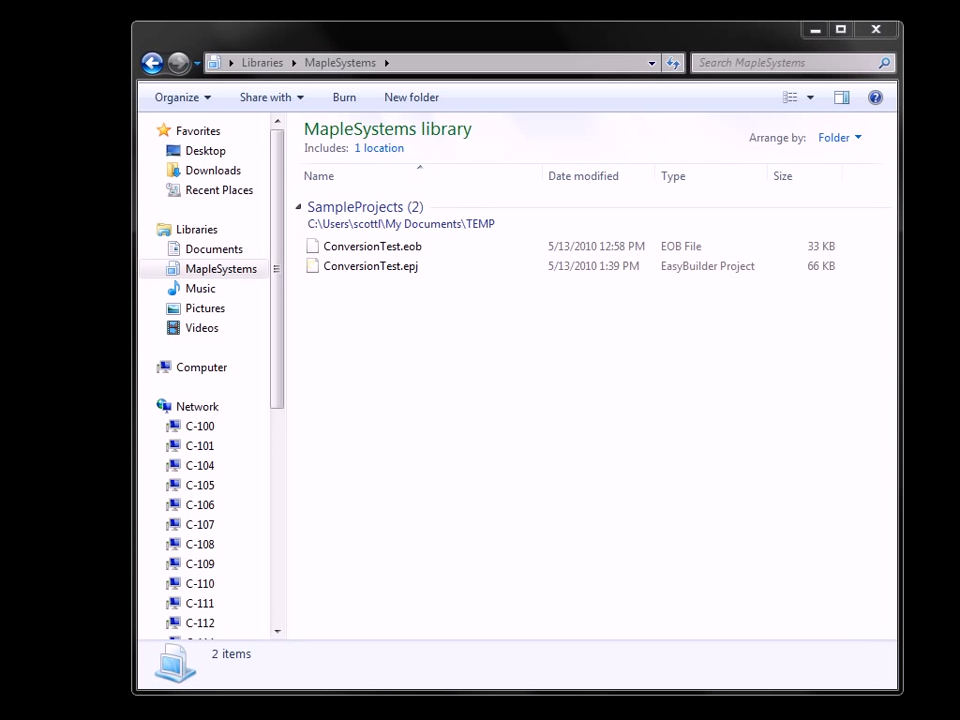 Libraries MapleSystems
Search MapleSystems
Organize Share with Burn New folder
MapleSystems library
Includes: 1 location
Arrange by: Folder
Name Date modified Type Size
SampleProjects (2)
C:\Users\scottl\My Documents\TEMP
ConversionTest.eob 5/13/2010 12:58 PM EOB File 33 KB
ConversionTest.epj 5/13/2010 1:39 PM EasyBuilder Project 66 KB
Favorites
Desktop
Downloads
Recent Places
Libraries
Documents
MapleSystems
Music
Pictures
Videos
Computer
Network
C-100
C-101
C-104
C-105
C-106
C-107
C-108
C-109
C-110
C-111
C-112
2 items